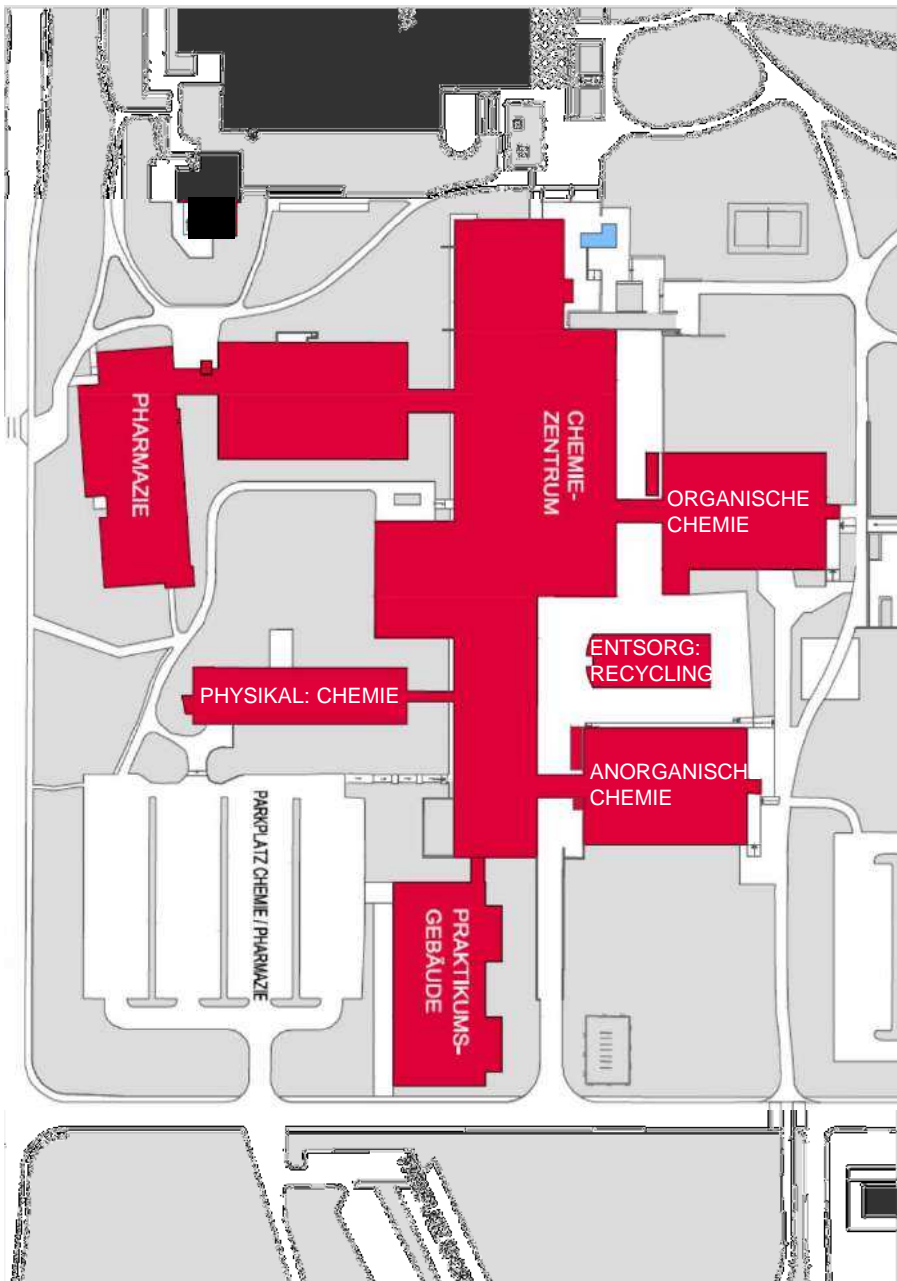 PHARMAZIE
CHEMIE-
ZENTRUM
ORGANISCHE
CHEMIE
ENTSORG:
RECYCLING
PHYSIKAL: CHEMIE
ANORGANISCH
CHEMIE
PARKPLATZ CHEMIE / PHARMAZIE
PRAKTIKUMS-
GEBÄUDE